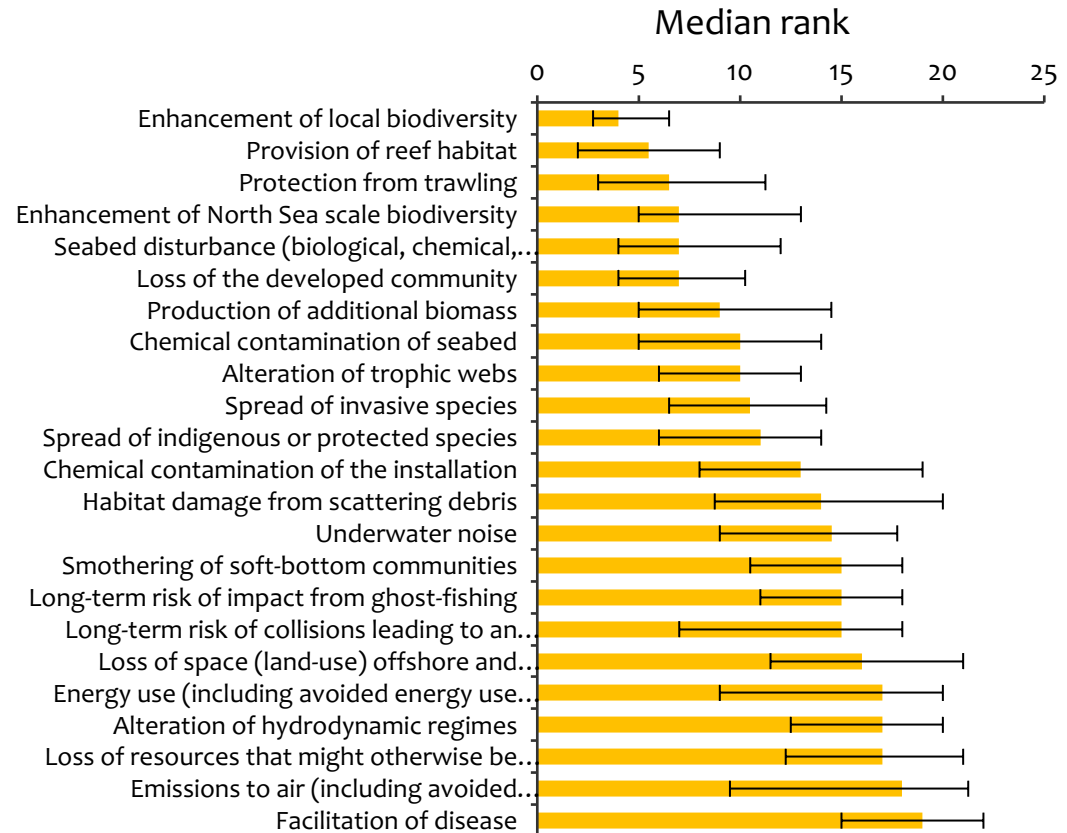 Median rank
0 5 10 15 20 25
Enhancement of local biodiversity
Provision of reef habitat
Protection from trawling
Enhancement of North Sea scale biodiversity
Seabed disturbance (biological, chemical,…
Loss of the developed community
Production of additional biomass
Chemical contamination of seabed
Alteration of trophic webs
Spread of invasive species
Spread of indigenous or protected species
Chemical contamination of the installation
Habitat damage from scattering debris
Underwater noise
Smothering of soft-bottom communities
Long-term risk of impact from ghost-fishing
Long-term risk of collisions leading to an…
Loss of space (land-use) offshore and…
Energy use (including avoided energy use…
Alteration of hydrodynamic regimes
Loss of resources that might otherwise be…
Emissions to air (including avoided…
Facilitation of disease